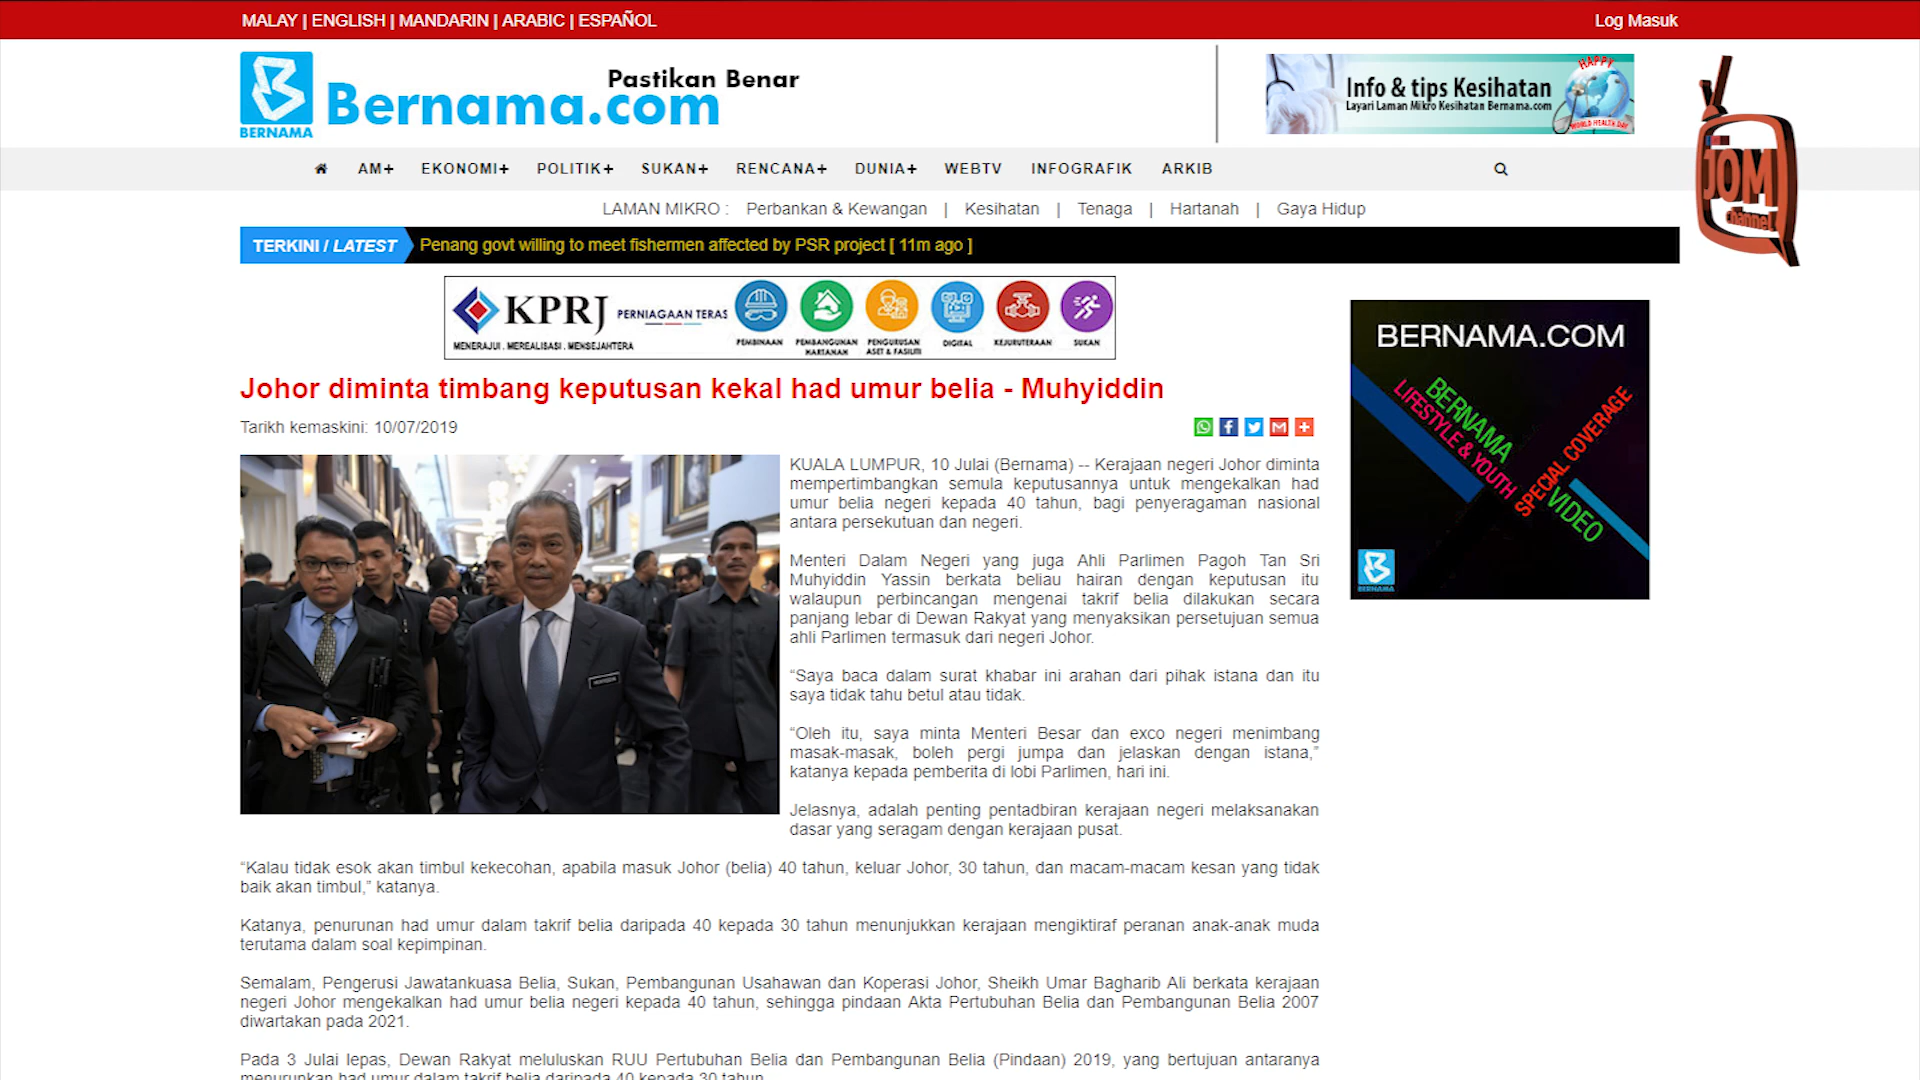 MALAY | ENGLISH | MANDARIN | ARABIC | ESPAÑOL
Log Masuk
BERNAMA
Bernama.com
Pastikan Benar
Info & tips Kesihatan
Layari Laman Mikro Kesihatan Bernama.com
HAPPY
WORLD HEALTH DAY
JOM
Channel
AM+ EKONOMI+ POLITIK+ SUKAN+ RENCANA+ DUNIA+ WEBTV INFOGRAFIK ARKIB
LAMAN MIKRO : Perbankan & Kewangan | Kesihatan | Tenaga | Hartanah | Gaya Hidup
TERKINI / LATEST
Penang govt willing to meet fishermen affected by PSR project [ 11m ago ]
KPRJ
MENERAJUI . MEREALISASI . MENSEJAHTERA
PERNIAGAAN TERAS
PEMBINAAN
PEMBANGUNAN HARTANAH
PENGURUSAN ASET & FASILITI
DIGITAL
KEJURUTERAAN
SUKAN
BERNAMA.COM
BERNAMA
LIFESTYLE & YOUTH
SPECIAL COVERAGE
VIDEO
BERNAMA
Johor diminta timbang keputusan kekal had umur belia - Muhyiddin
Tarikh kemaskini: 10/07/2019
KUALA LUMPUR, 10 Julai (Bernama) -- Kerajaan negeri Johor diminta
mempertimbangkan semula keputusannya untuk mengekalkan had
umur belia negeri kepada 40 tahun, bagi penyeragaman nasional
antara persekutuan dan negeri.
Menteri Dalam Negeri yang juga Ahli Parlimen Pagoh Tan Sri
Muhyiddin Yassin berkata beliau hairan dengan keputusan itu
walaupun perbincangan mengenai takrif belia dilakukan secara
panjang lebar di Dewan Rakyat yang menyaksikan persetujuan semua
ahli Parlimen termasuk dari negeri Johor.
“Saya baca dalam surat khabar ini arahan dari pihak istana dan itu
saya tidak tahu betul atau tidak.
“Oleh itu, saya minta Menteri Besar dan exco negeri menimbang
masak-masak, boleh pergi jumpa dan jelaskan dengan istana,”
katanya kepada pemberita di lobi Parlimen, hari ini.
Jelasnya, adalah penting pentadbiran kerajaan negeri melaksanakan
dasar yang seragam dengan kerajaan pusat.
“Kalau tidak esok akan timbul kekecohan, apabila masuk Johor (belia) 40 tahun, keluar Johor, 30 tahun, dan macam-macam kesan yang tidak
baik akan timbul,” katanya.
Katanya, penurunan had umur dalam takrif belia daripada 40 kepada 30 tahun menunjukkan kerajaan mengiktiraf peranan anak-anak muda
terutama dalam soal kepimpinan.
Semalam, Pengerusi Jawatankuasa Belia, Sukan, Pembangunan Usahawan dan Koperasi Johor, Sheikh Umar Bagharib Ali berkata kerajaan
negeri Johor mengekalkan had umur belia negeri kepada 40 tahun, sehingga pindaan Akta Pertubuhan Belia dan Pembangunan Belia 2007
diwartakan pada 2021.
Pada 3 Julai lepas, Dewan Rakyat meluluskan RUU Pertubuhan Belia dan Pembangunan Belia (Pindaan) 2019, yang bertujuan antaranya
menurunkan had umur dalam takrif belia daripada 40 kepada 30 tahun.